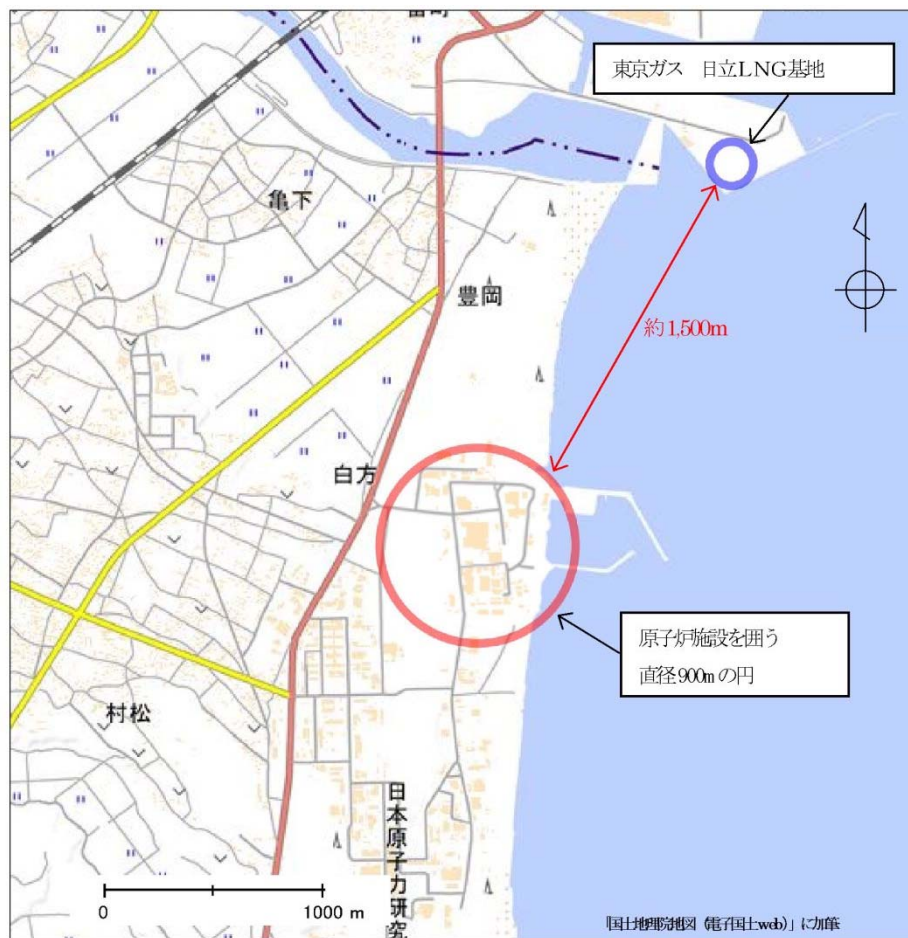 東京ガス 日立LNG基地
亀下
豊岡
約1,500m
白方
原子炉施設を囲う
直径900mの円
村松
日本原子力研究
0 1000 m
「国土地理院地図（電子国土web）」に加筆